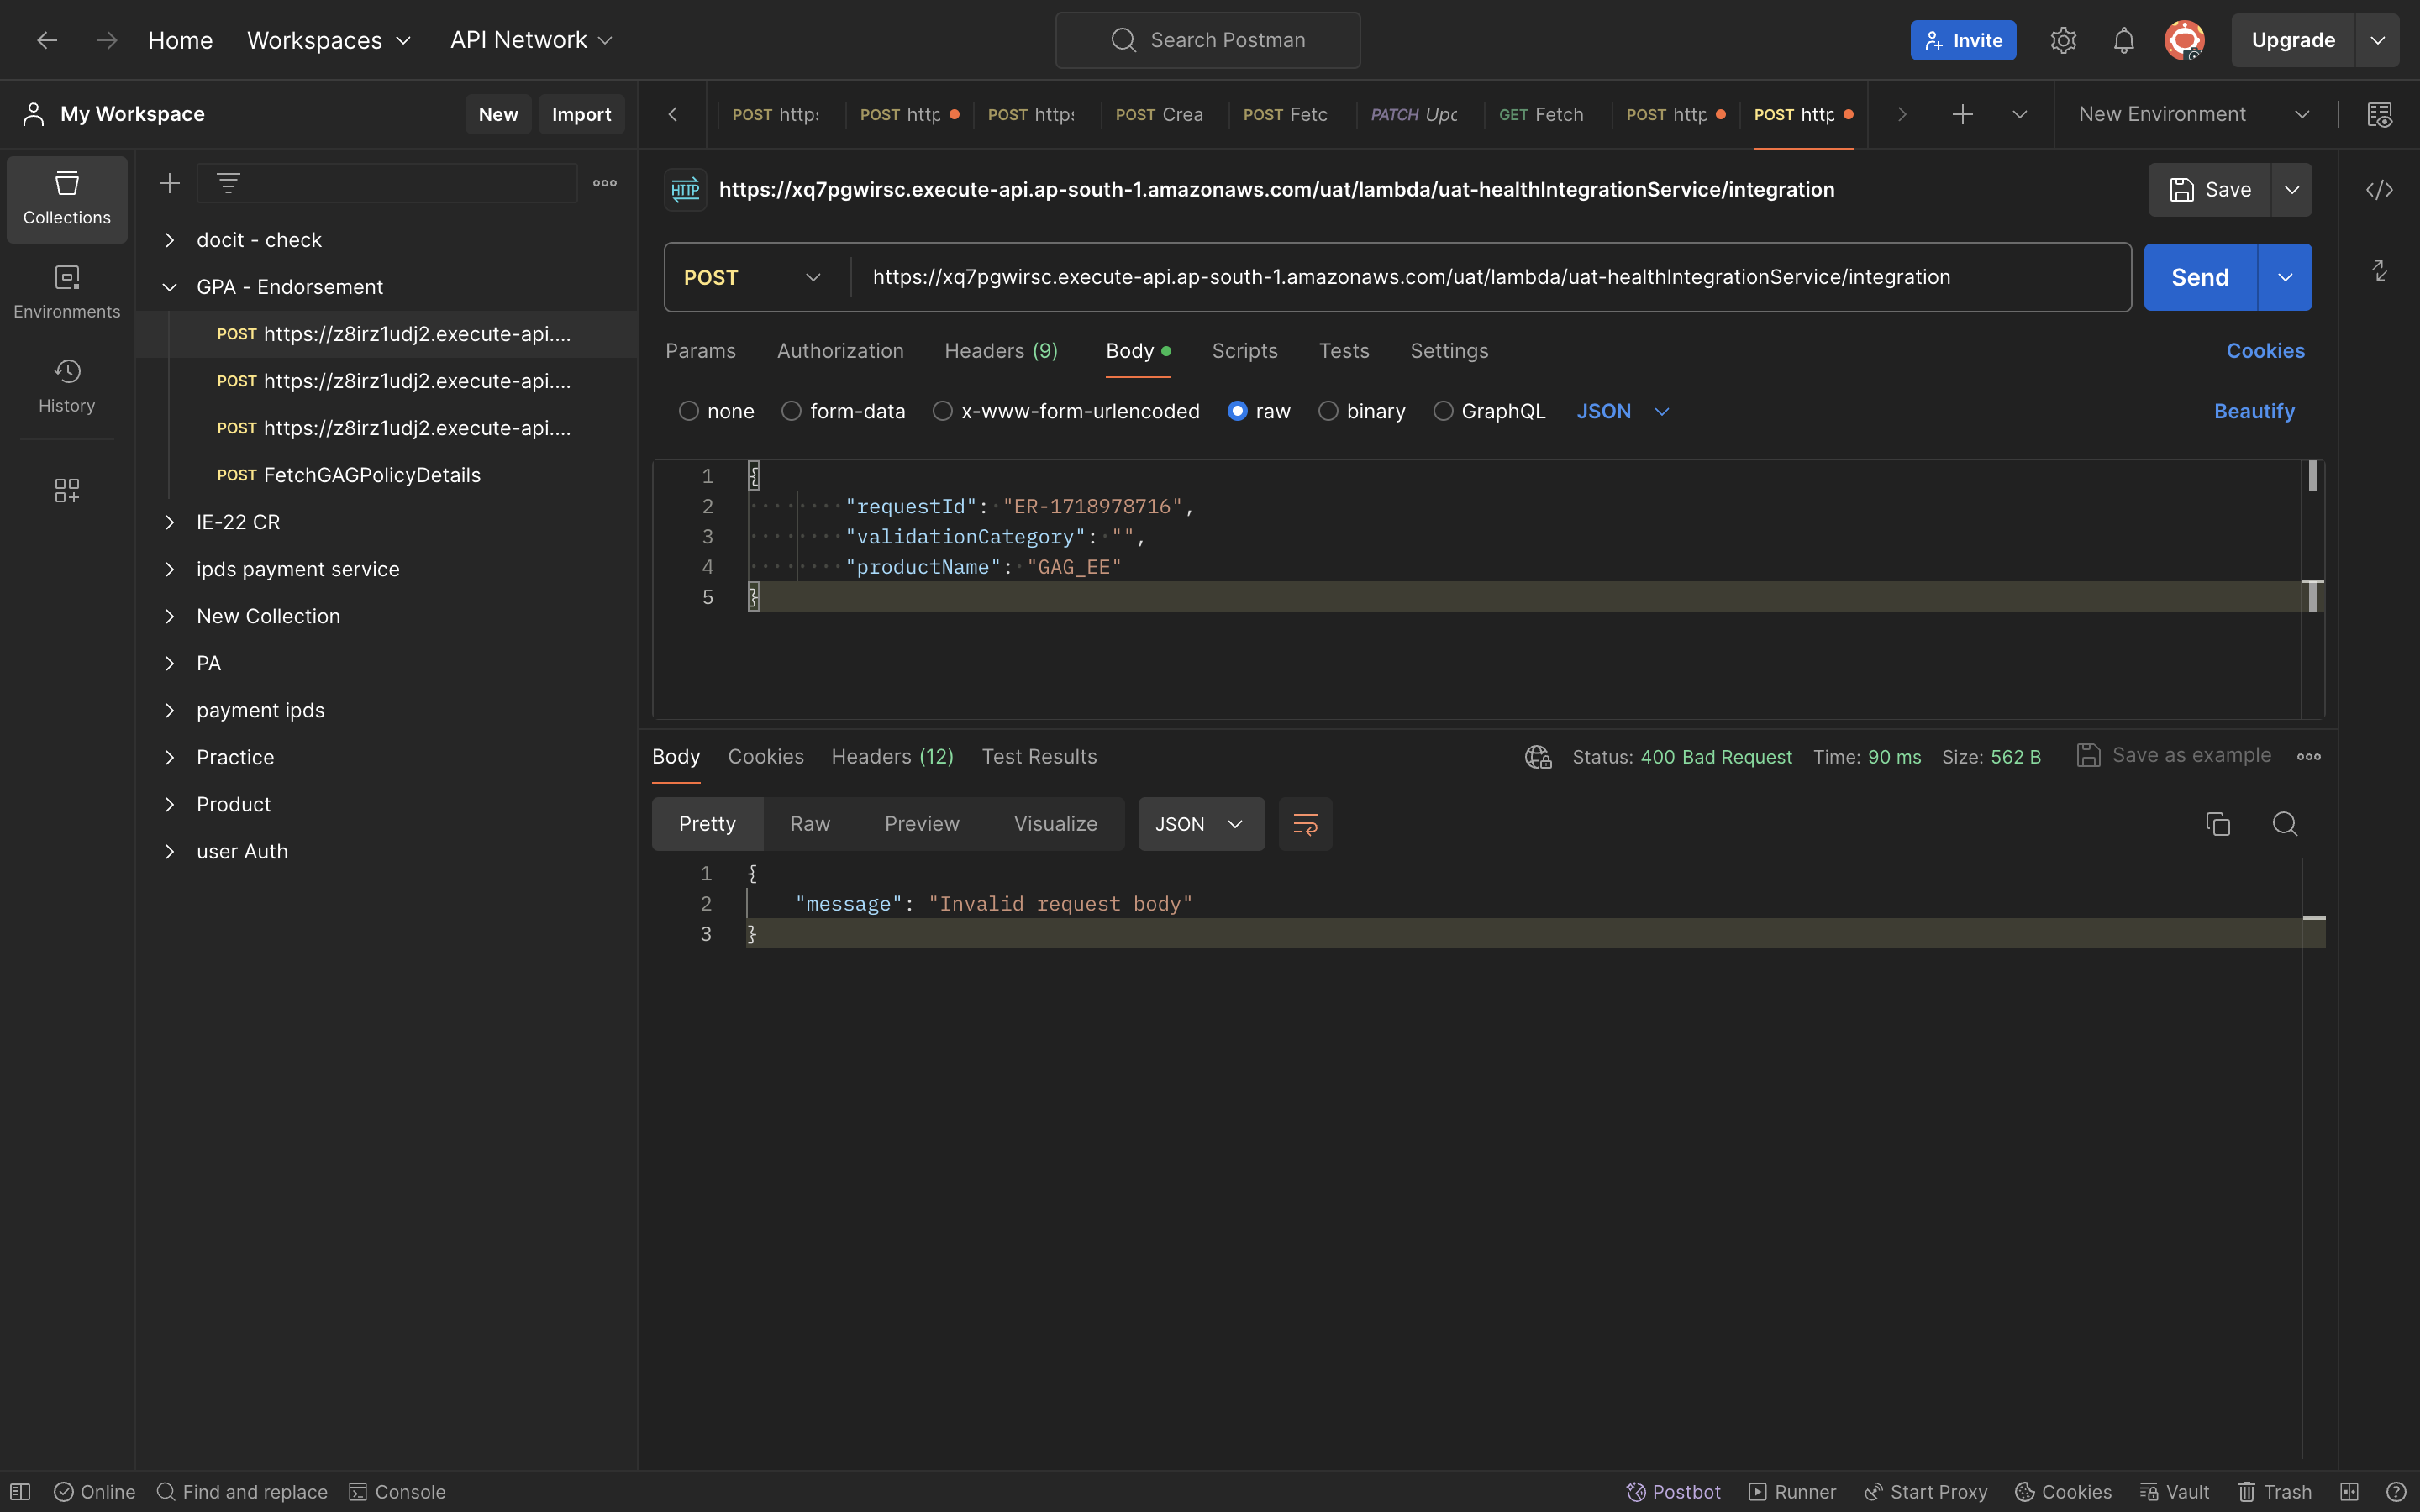 Home Workspaces API Network Search Postman Invite Upgrade
My Workspace New Import
POST https POST http POST https POST Crea POST Fetc PATCH Upc GET Fetch POST http POST http New Environment
Collections
Environments
History
docit - check
GPA - Endorsement
POST https://z8irz1udj2.execute-api....
POST https://z8irz1udj2.execute-api....
POST https://z8irz1udj2.execute-api....
POST FetchGAGPolicyDetails
IE-22 CR
ipds payment service
New Collection
PA
payment ipds
Practice
Product
user Auth
HTTP https://xq7pgwirsc.execute-api.ap-south-1.amazonaws.com/uat/lambda/uat-healthIntegrationService/integration Save
POST https://xq7pgwirsc.execute-api.ap-south-1.amazonaws.com/uat/lambda/uat-healthIntegrationService/integration Send
Params Authorization Headers (9) Body Scripts Tests Settings Cookies
none form-data x-www-form-urlencoded raw binary GraphQL JSON Beautify
1 {
2 "requestId": "ER-1718978716",
3 "validationCategory": "",
4 "productName": "GAG_EE"
5 }
Body Cookies Headers (12) Test Results Status: 400 Bad Request Time: 90 ms Size: 562 B Save as example
Pretty Raw Preview Visualize JSON
1 {
2 "message": "Invalid request body"
3 }
Online Find and replace Console Postbot Runner Start Proxy Cookies Vault Trash